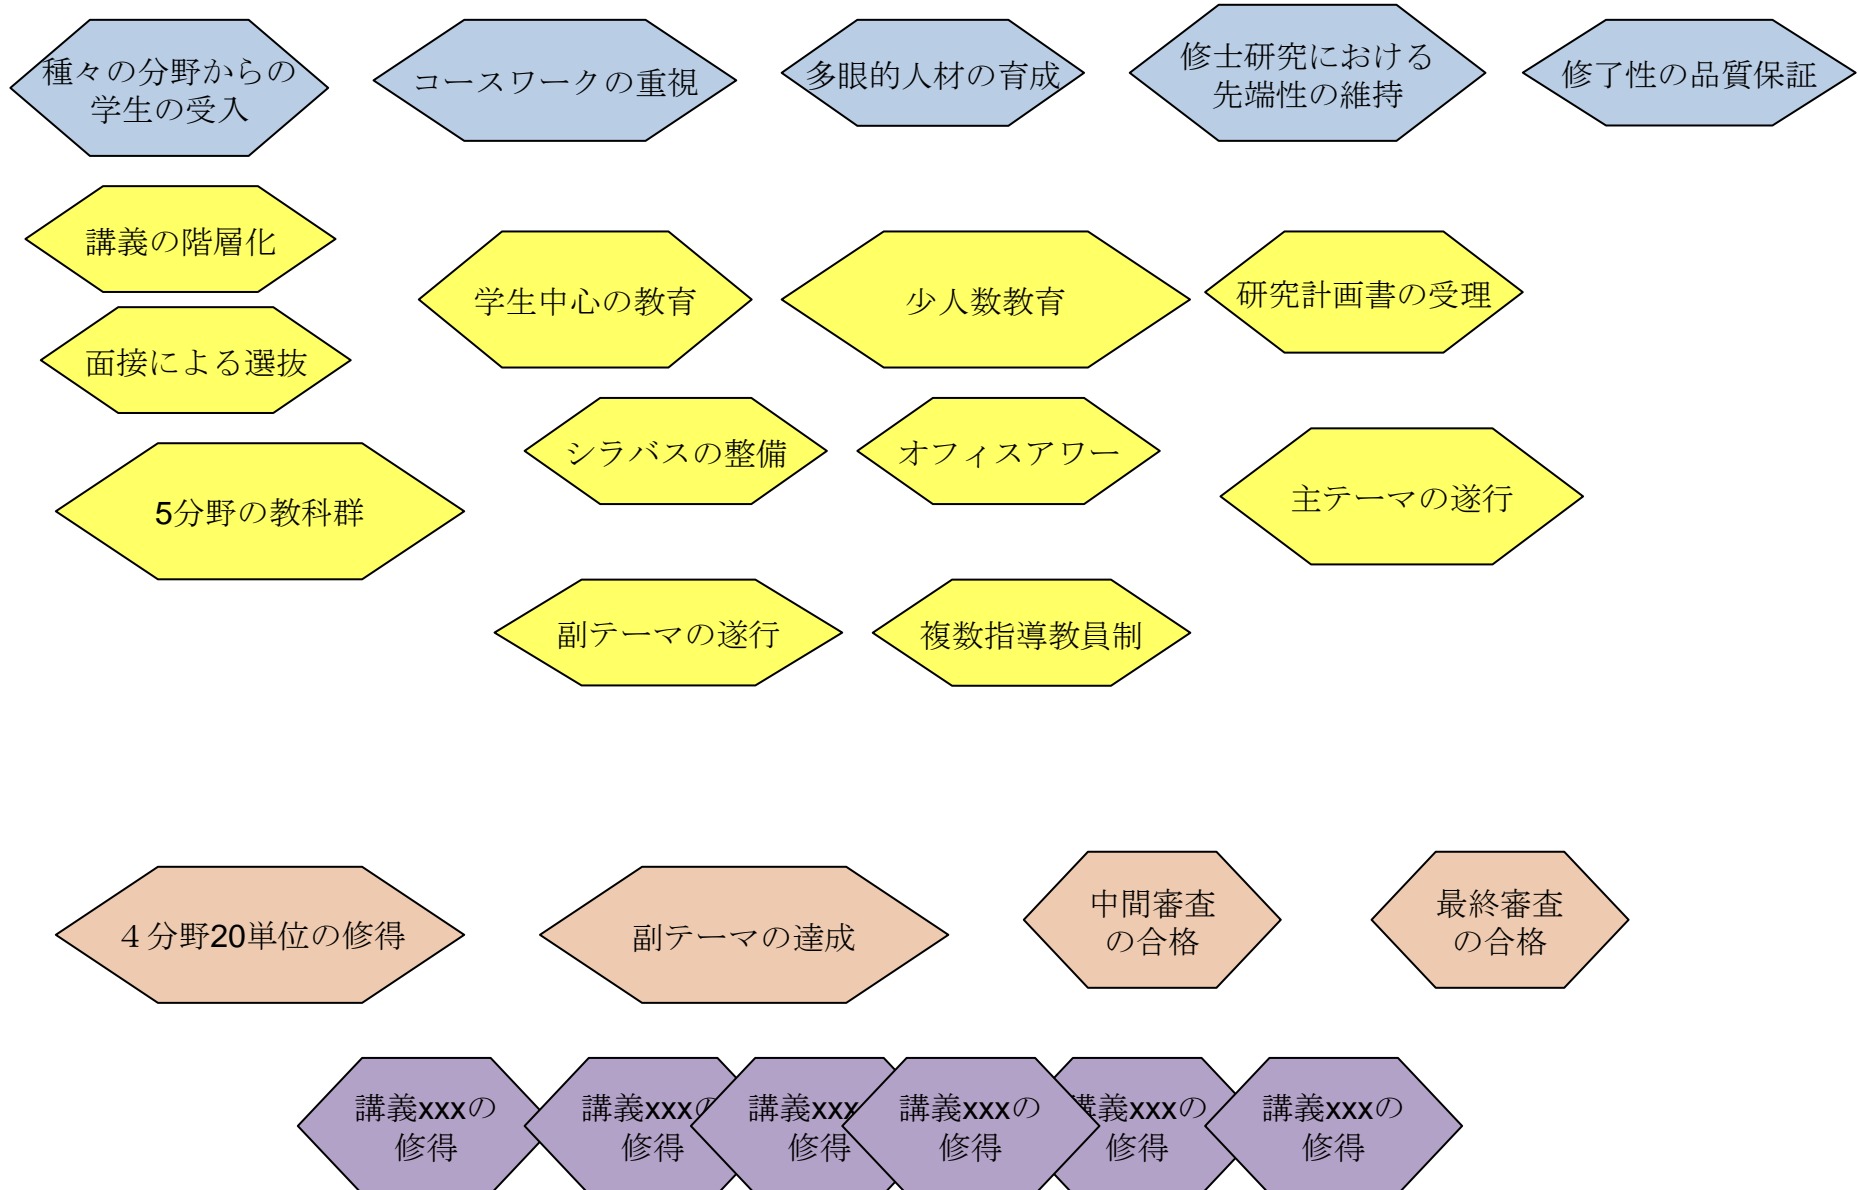 種々の分野からの
学生の受入
コースワークの重視
多眼的人材の育成
修士研究における
先端性の維持
修了性の品質保証
講義の階層化
面接による選抜
学生中心の教育
少人数教育
研究計画書の受理
シラバスの整備
オフィスアワー
5分野の教科群
主テーマの遂行
副テーマの遂行
複数指導教員制
４分野20単位の修得
副テーマの達成
中間審査
の合格
最終審査
の合格
講義xxxの
修得
講義xxxの
修得
講義xxx
修得
講義xxxの
修得
講義xxxの
修得
講義xxxの
修得